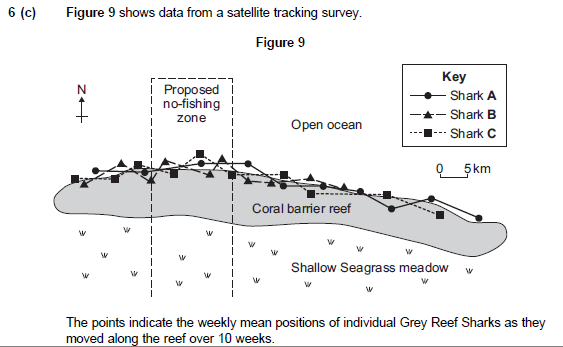 6 (c) Figure 9 shows data from a satellite tracking survey.
Figure 9
N
Proposed
no-fishing
zone
Open ocean
Key
Shark A
Shark B
Shark C
0 5 km
Coral barrier reef
Shallow Seagrass meadow
The points indicate the weekly mean positions of individual Grey Reef Sharks as they
moved along the reef over 10 weeks.